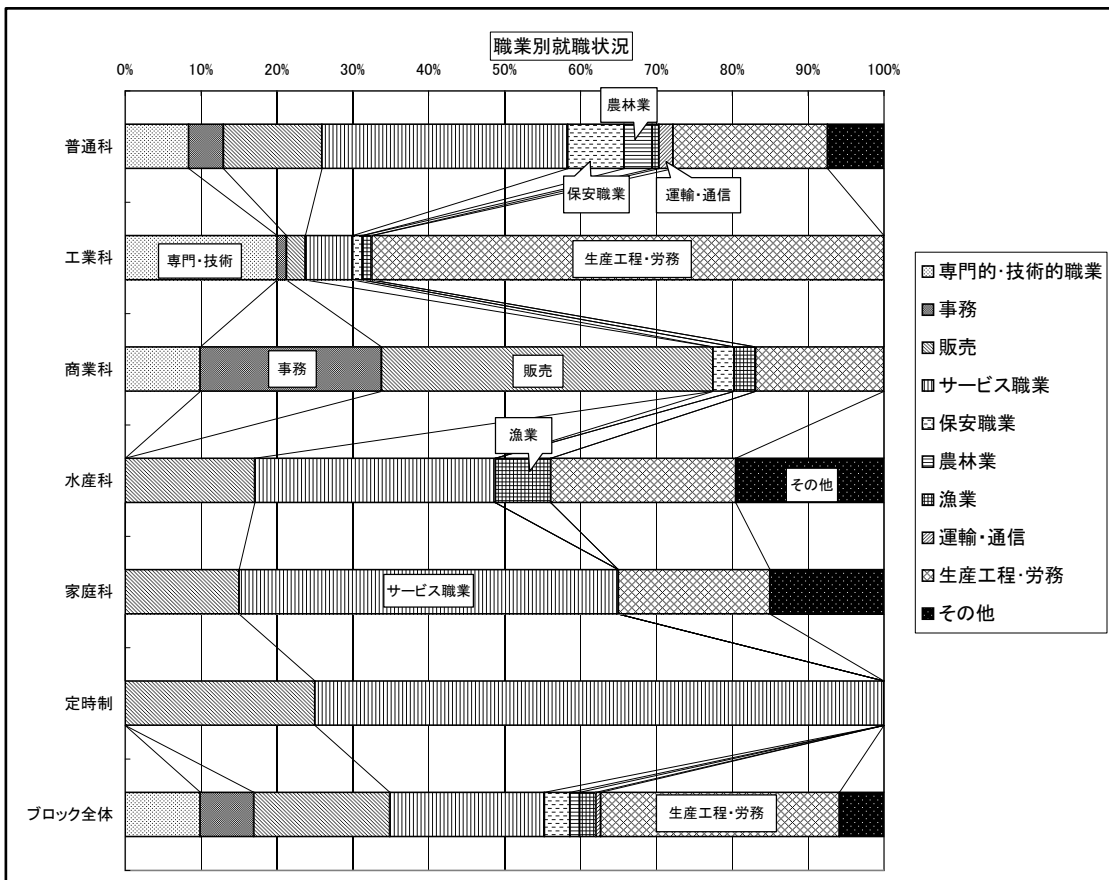 職業別就職状況
0% 10% 20% 30% 40% 50% 60% 70% 80% 90% 100%
農林業
普通科
保安職業 運輸・通信
工業科 専門・技術 生産工程・労務
商業科 事務 販売
漁業
水産科 その他
家庭科 サービス職業
定時制
ブロック全体 生産工程・労務
専門的・技術的職業
事務
販売
サービス職業
保安職業
農林業
漁業
運輸・通信
生産工程・労務
その他